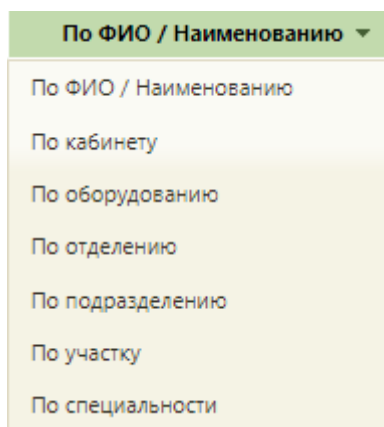 По ФИО / Наименованию
По ФИО / Наименованию
По кабинету
По оборудованию
По отделению
По подразделению
По участку
По специальности